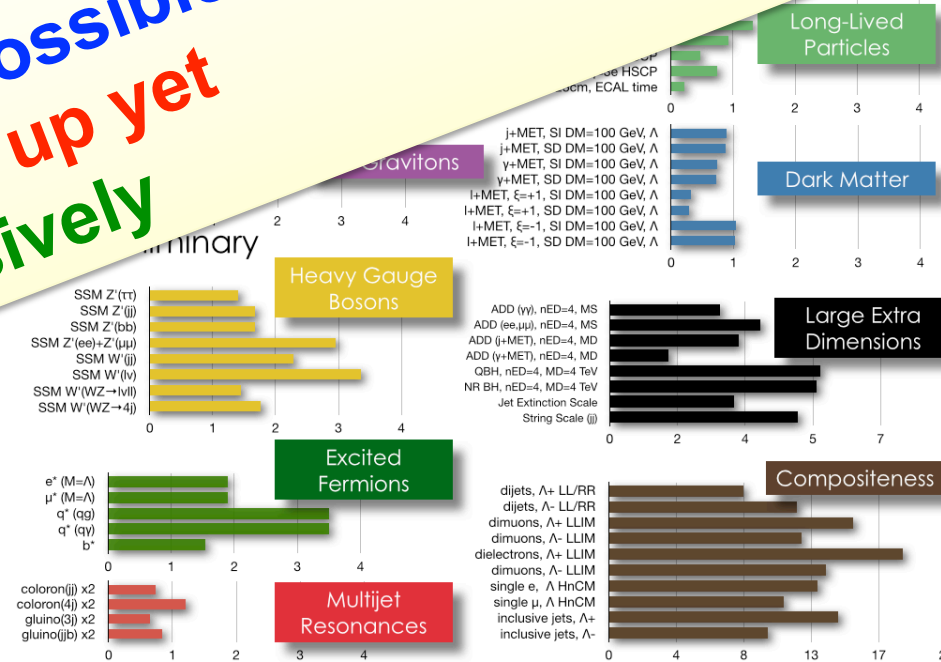 up yet
Long-Lived
Particles
HSCP
ECAL time
0 1 2 3 4
Gravitons
2 3 4
j+MET, SI DM=100 GeV, Λ
j+MET, SD DM=100 GeV, Λ
γ+MET, SI DM=100 GeV, Λ
γ+MET, SD DM=100 GeV, Λ
l+MET, ξ=+1, SI DM=100 GeV, Λ
l+MET, ξ=+1, SD DM=100 GeV, Λ
l+MET, ξ=-1, SI DM=100 GeV, Λ
l+MET, ξ=-1, SD DM=100 GeV, Λ
0 1 2 3 4
Dark Matter
Heavy Gauge
Bosons
SSM Z'(ττ)
SSM Z'(jj)
SSM Z'(bb)
SSM Z'(ee)+Z'(μμ)
SSM W'(jj)
SSM W'(lv)
SSM W'(WZ→lvll)
SSM W'(WZ→4j)
0 1 2 3 4
Large Extra
Dimensions
ADD (γγ), nED=4, MS
ADD (ee,μμ), nED=4, MS
ADD (j+MET), nED=4, MD
ADD (γ+MET), nED=4, MD
QBH, nED=4, MD=4 TeV
NR BH, nED=4, MD=4 TeV
Jet Extinction Scale
String Scale (jj)
0 2 4 5 7
Excited
Fermions
e* (M=Λ)
μ* (M=Λ)
q* (qg)
q* (qγ)
b*
0 1 2 3 4
Compositeness
dijets, Λ+ LL/RR
dijets, Λ- LL/RR
dimuons, Λ+ LLIM
dimuons, Λ- LLIM
dielectrons, Λ+ LLIM
dimuons, Λ- LLIM
single e, Λ HnCM
single μ, Λ HnCM
inclusive jets, Λ+
inclusive jets, Λ-
0 4 8 13 17
Multijet
Resonances
coloron(jj) x2
coloron(4j) x2
gluino(3j) x2
gluino(jjb) x2
0 1 2 3 4